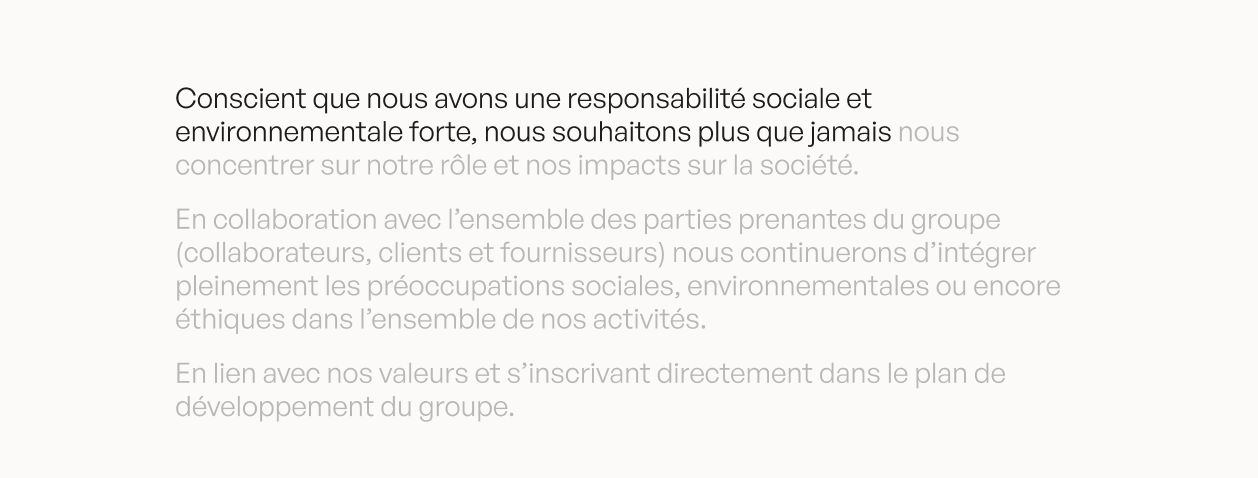 Conscient que nous avons une responsabilité sociale et
environnementale forte, nous souhaitons plus que jamais nous
concentrer sur notre rôle et nos impacts sur la société.
En collaboration avec l’ensemble des parties prenantes du groupe
(collaborateurs, clients et fournisseurs) nous continuerons d’intégrer
pleinement les préoccupations sociales, environnementales ou encore
éthiques dans l’ensemble de nos activités.
En lien avec nos valeurs et s’inscrivant directement dans le plan de
développement du groupe.